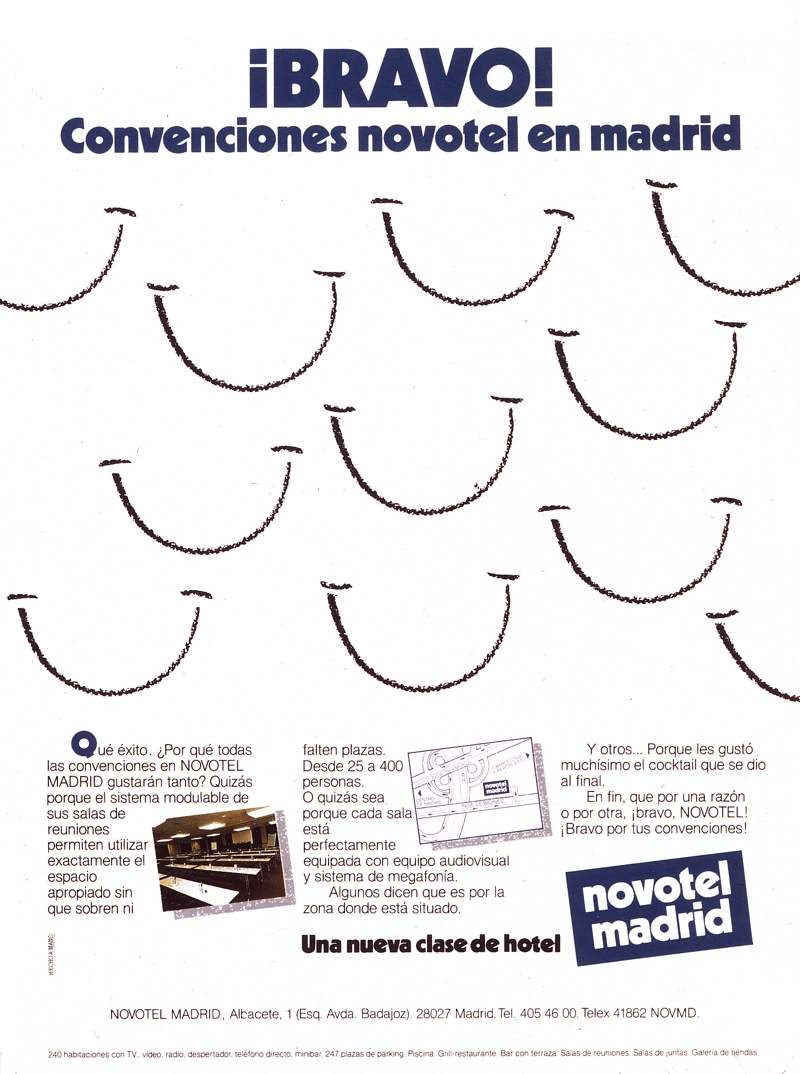 ¡BRAVO!
Convenciones novotel en madrid
Qué éxito. ¿Por qué todas
las convenciones en NOVOTEL
MADRID gustarán tanto? Quizás
porque el sistema modulable de
sus salas de
reuniones
permiten utilizar
exactamente el
espacio
apropiado sin
que sobren ni
falten plazas.
Desde 25 a 400
personas.
O quizás sea
porque cada sala
está
perfectamente
equipada con equipo audiovisual
y sistema de megafonía.
Algunos dicen que es por la
zona donde está situado.
novotel
madrid
Y otros... Porque les gustó
muchísimo el cocktail que se dio
al final.
En fin, que por una razón
o por otra, ¡bravo, NOVOTEL!
¡Bravo por tus convenciones!
novotel
madrid
Una nueva clase de hotel
HECHO A MANO
NOVOTEL MADRID, Albacete, 1 (Esq. Avda. Badajoz). 28027 Madrid. Tel. 405 46 00. Telex 41862 NOVMD.
240 habitaciones con TV., vídeo, radio, despertador, teléfono directo, minibar. 247 plazas de parking. Piscina. Grill-restaurante. Bar con terraza. Salas de reuniones. Salas de juntas. Galería de tiendas.